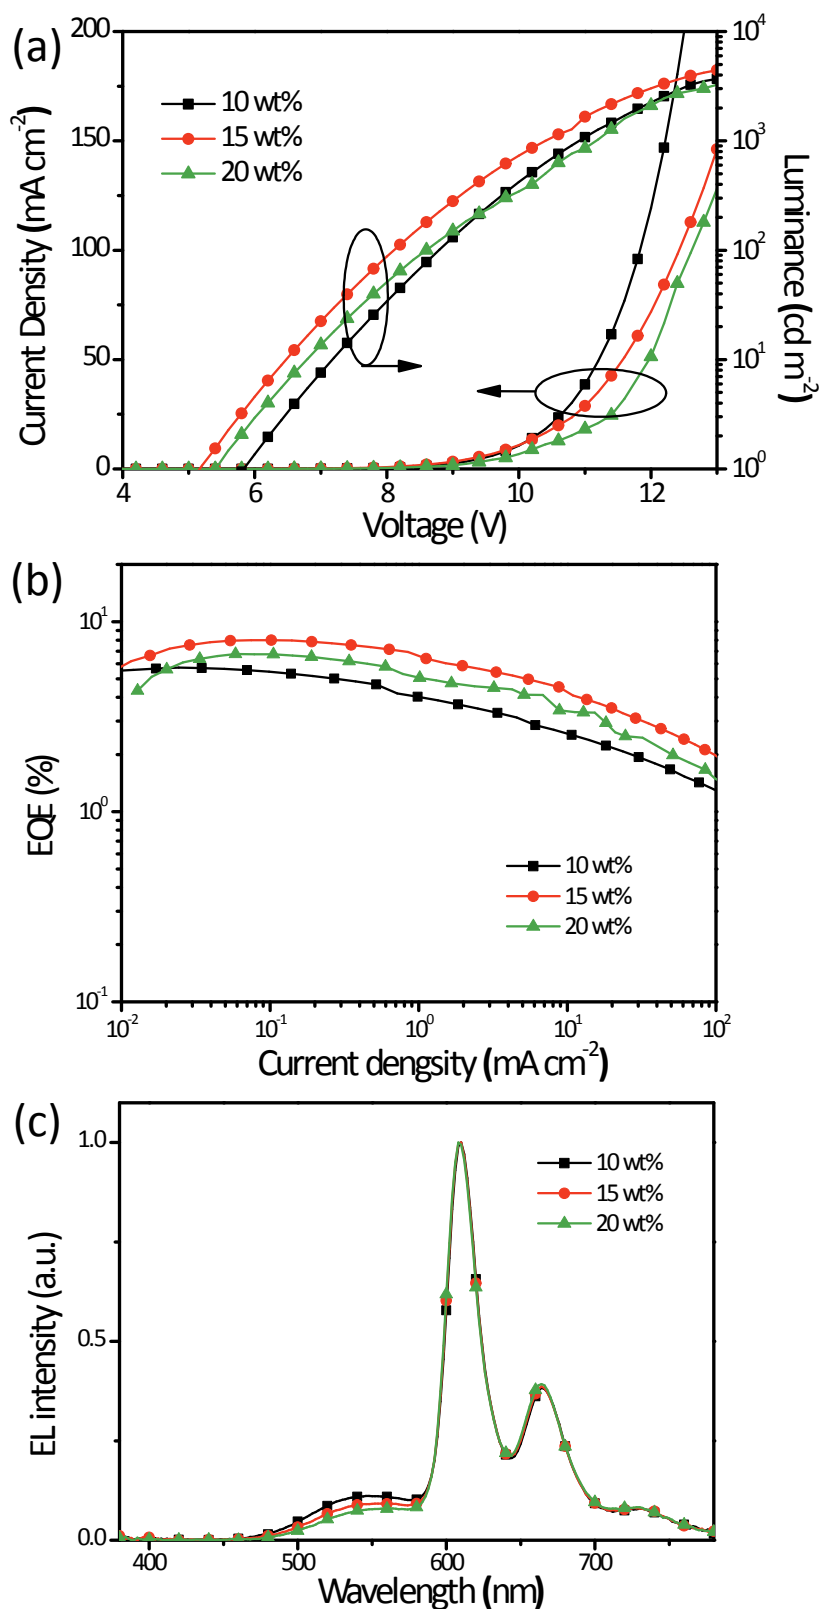 (a)
200
150
100
50
0
Current Density (mA cm⁻²)
10 wt%
15 wt%
20 wt%
10⁴
10³
10²
10¹
10⁰
Luminance (cd m⁻²)
4 6 8 10 12
Voltage (V)
(b)
10¹
10⁰
10⁻¹
EQE (%)
10 wt%
15 wt%
20 wt%
10⁻² 10⁻¹ 10⁰ 10¹ 10²
Current dengsity (mA cm⁻²)
(c)
1.0
0.5
0.0
EL intensity (a.u.)
10 wt%
15 wt%
20 wt%
400 500 600 700
Wavelength (nm)